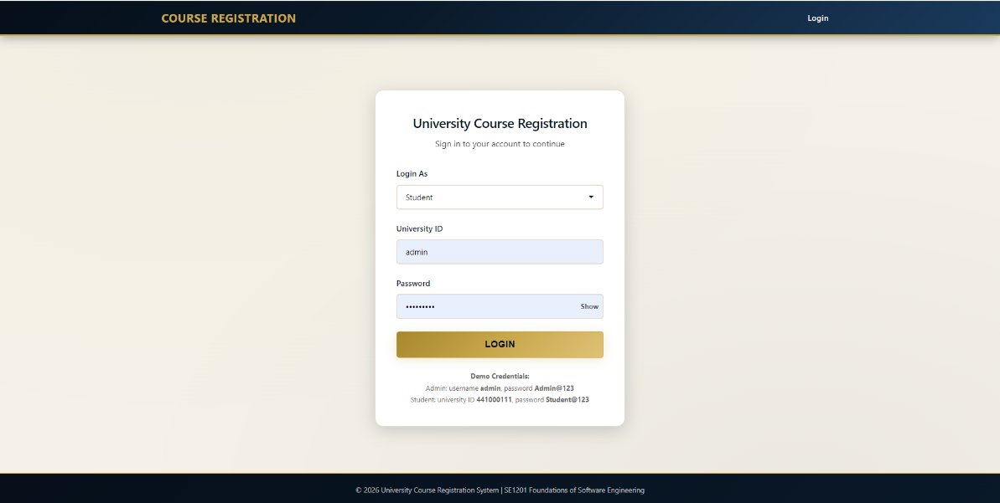 COURSE REGISTRATION
Login
University Course Registration
Sign in to your account to continue
Login As
Student
University ID
admin
Password
•••••••••
Show
LOGIN
Demo Credentials:
Admin: username admin, password Admin@123
Student: university ID 441000111, password Student@123
© 2026 University Course Registration System | SE1201 Foundations of Software Engineering